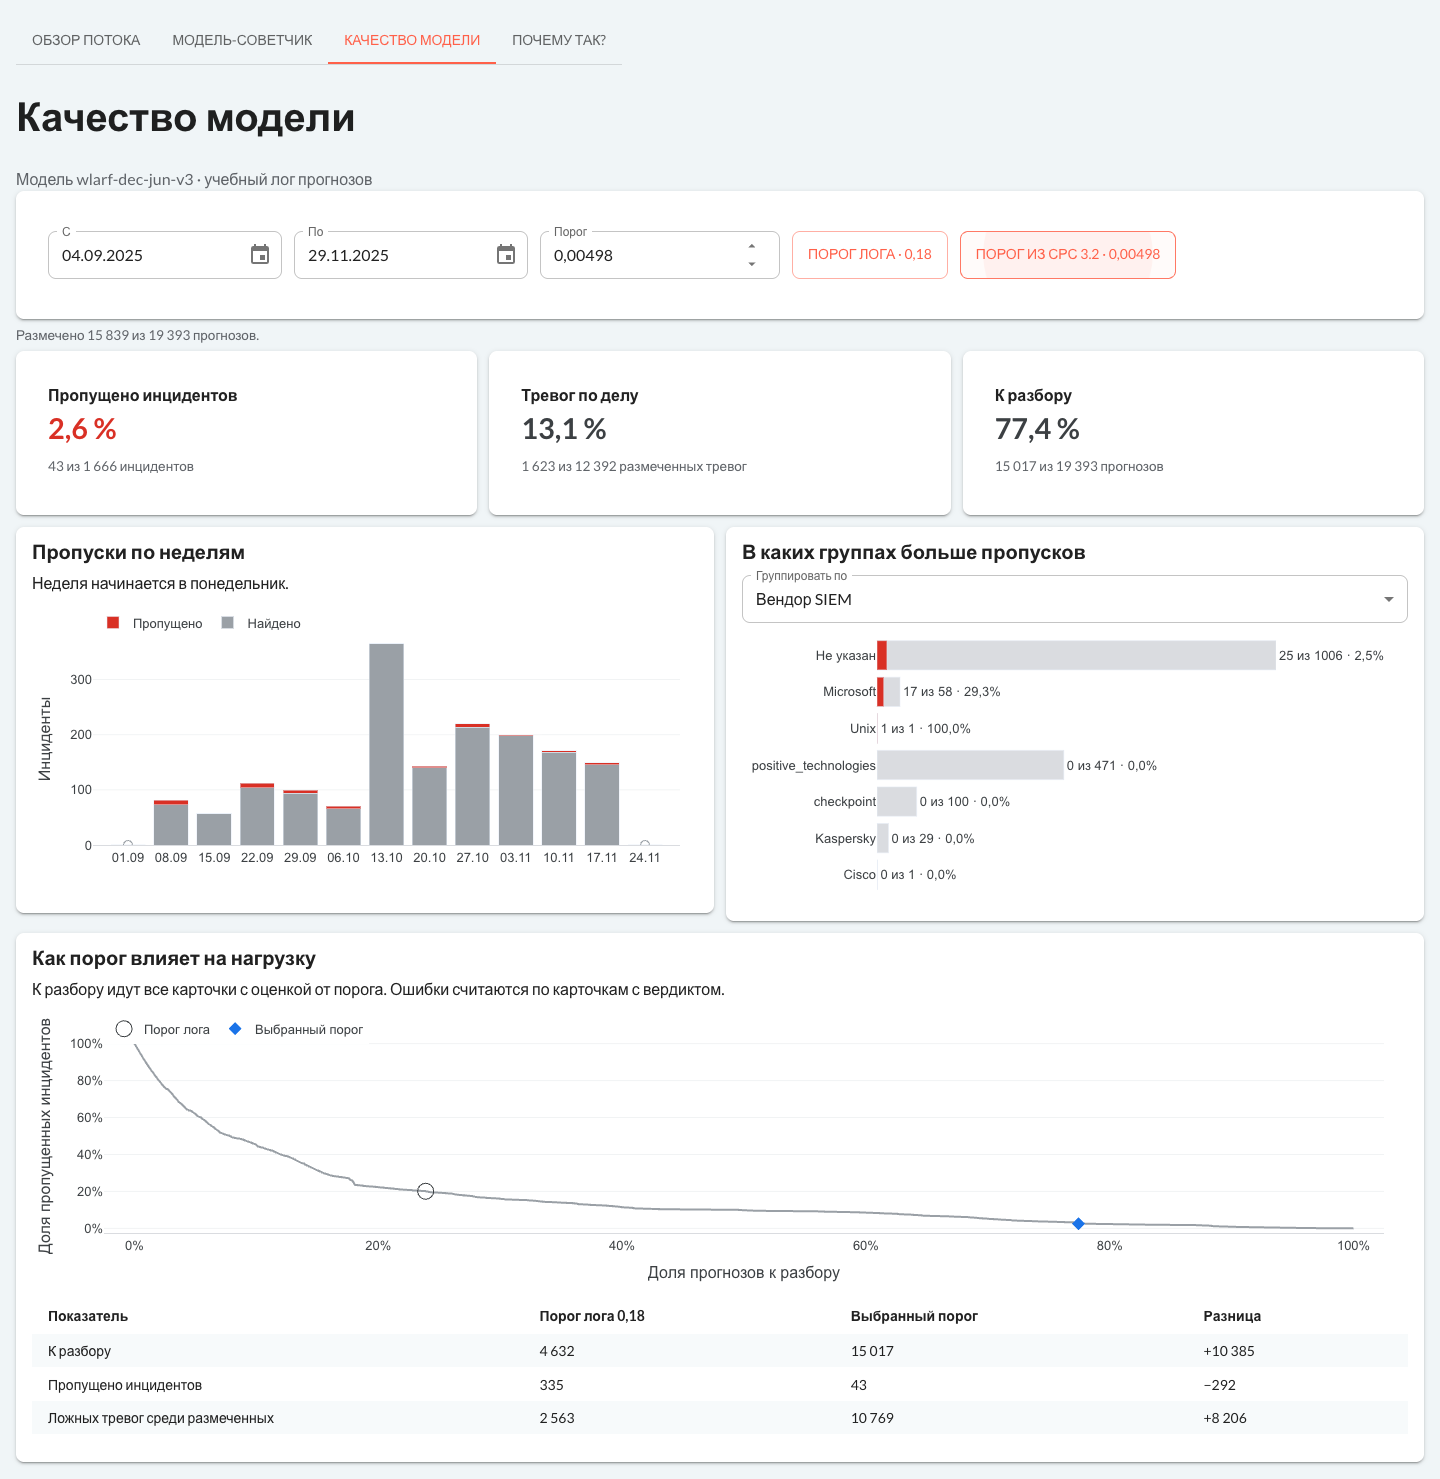 ОБЗОР ПОТОКА МОДЕЛЬ-СОВЕТЧИК КАЧЕСТВО МОДЕЛИ ПОЧЕМУ ТАК?
Качество модели
Модель wlarf-dec-jun-v3 · учебный лог прогнозов
С По Порог
04.09.2025 29.11.2025 0,00498 ПОРОГ ЛОГА · 0,18 ПОРОГ ИЗ СРС 3.2 · 0,00498
Размечено 15 839 из 19 393 прогнозов.
Пропущено инцидентов
2,6 %
43 из 1 666 инцидентов
Тревог по делу
13,1 %
1 623 из 12 392 размеченных тревог
К разбору
77,4 %
15 017 из 19 393 прогнозов
Пропуски по неделям
Неделя начинается в понедельник.
Пропущено Найдено
Инциденты
300
200
100
0
01.09 08.09 15.09 22.09 29.09 06.10 13.10 20.10 27.10 03.11 10.11 17.11 24.11
В каких группах больше пропусков
Группировать по
Вендор SIEM
Не указан 25 из 1006 · 2,5%
Microsoft 17 из 58 · 29,3%
Unix 1 из 1 · 100,0%
positive_technologies 0 из 471 · 0,0%
checkpoint 0 из 100 · 0,0%
Kaspersky 0 из 29 · 0,0%
Cisco 0 из 1 · 0,0%
Как порог влияет на нагрузку
К разбору идут все карточки с оценкой от порога. Ошибки считаются по карточкам с вердиктом.
Порог лога Выбранный порог
Доля пропущенных инцидентов
100%
80%
60%
40%
20%
0%
0% 20% 40% 60% 80% 100%
Доля прогнозов к разбору
Показатель Порог лога 0,18 Выбранный порог Разница
К разбору 4 632 15 017 +10 385
Пропущено инцидентов 335 43 −292
Ложных тревог среди размеченных 2 563 10 769 +8 206